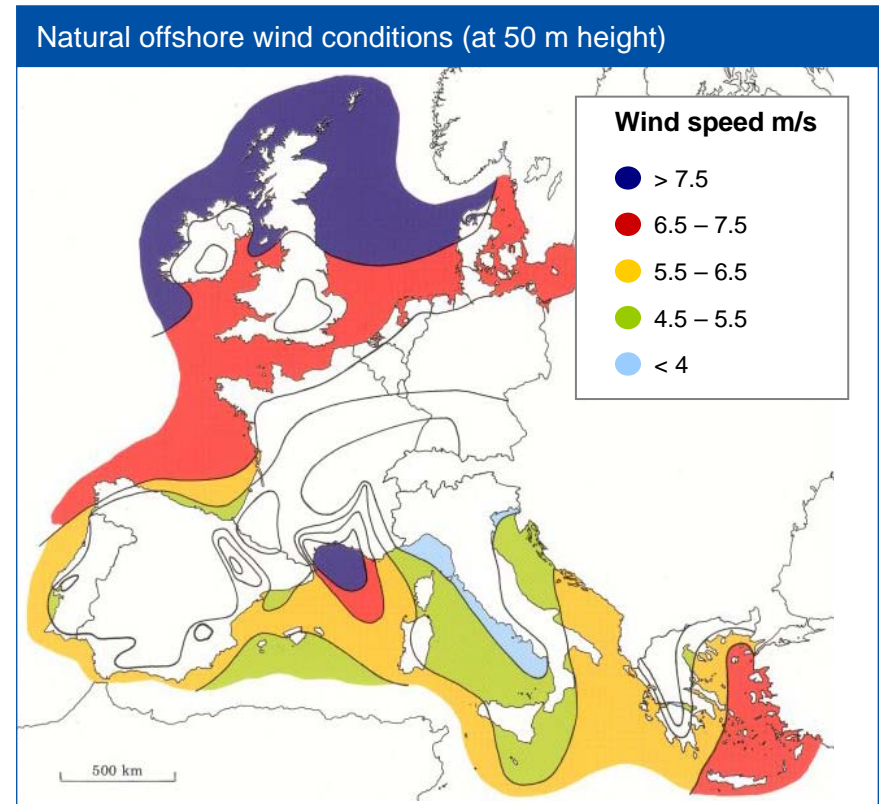 Natural offshore wind conditions (at 50 m height)
Wind speed m/s
> 7.5
6.5 – 7.5
5.5 – 6.5
4.5 – 5.5
< 4
500 km